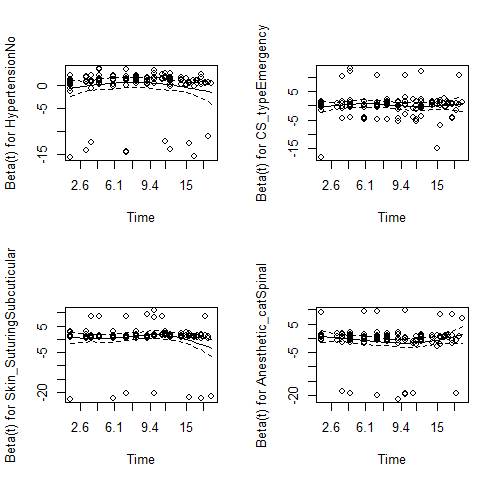 Beta(t) for HypertensionNo
0
-5
-15
2.6 6.1 9.4 15
Time
Beta(t) for CS_typeEmergency
5
-5
-15
2.6 6.1 9.4 15
Time
Beta(t) for Skin_SuturingSubcuticular
5
-5
-20
2.6 6.1 9.4 15
Time
Beta(t) for Anesthetic_catSpinal
5
-5
-20
2.6 6.1 9.4 15
Time